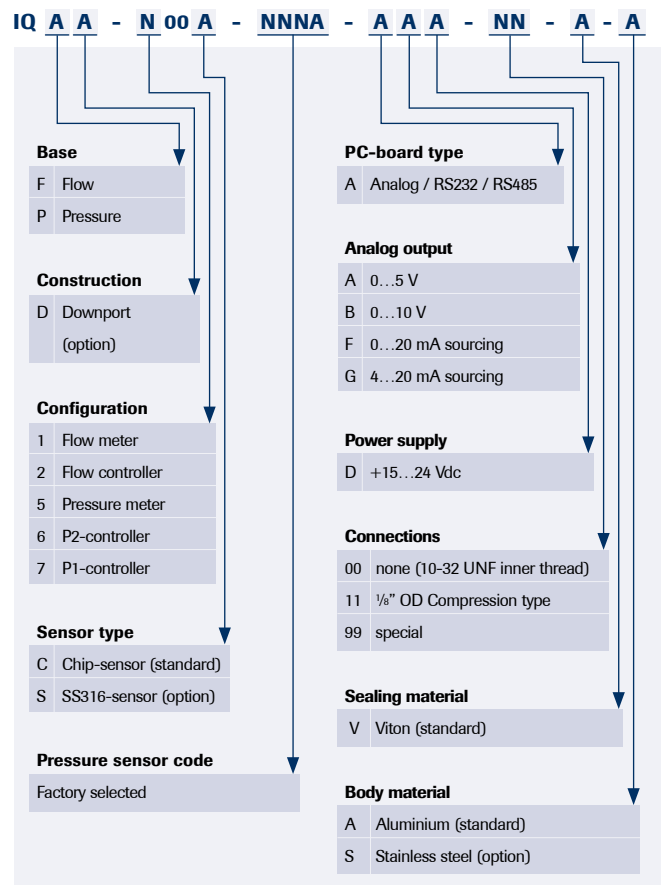 IQ A A - N 00 A - NNNA - A A A - NN - A - A
Base
F Flow
P Pressure
Construction
D Downport
(option)
Configuration
1 Flow meter
2 Flow controller
5 Pressure meter
6 P2-controller
7 P1-controller
Sensor type
C Chip-sensor (standard)
S SS316-sensor (option)
Pressure sensor code
Factory selected
PC-board type
A Analog / RS232 / RS485
Analog output
A 0…5 V
B 0…10 V
F 0…20 mA sourcing
G 4…20 mA sourcing
Power supply
D +15…24 Vdc
Connections
00 none (10-32 UNF inner thread)
11 ⅛” OD Compression type
99 special
Sealing material
V Viton (standard)
Body material
A Aluminium (standard)
S Stainless steel (option)